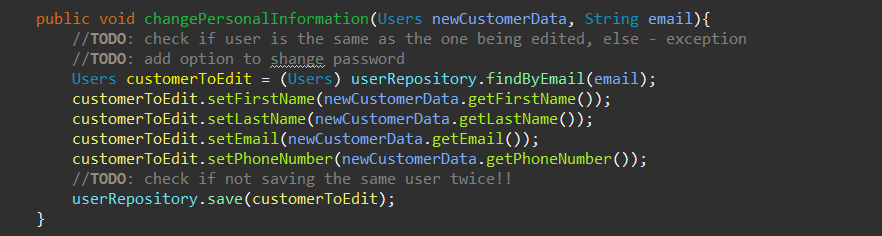 public void changePersonalInformation(Users newCustomerData, String email){
//TODO: check if user is the same as the one being edited, else - exception
//TODO: add option to shange password
Users customerToEdit = (Users) userRepository.findByEmail(email);
customerToEdit.setFirstName(newCustomerData.getFirstName());
customerToEdit.setLastName(newCustomerData.getLastName());
customerToEdit.setEmail(newCustomerData.getEmail());
customerToEdit.setPhoneNumber(newCustomerData.getPhoneNumber());
//TODO: check if not saving the same user twice!!
userRepository.save(customerToEdit);
}